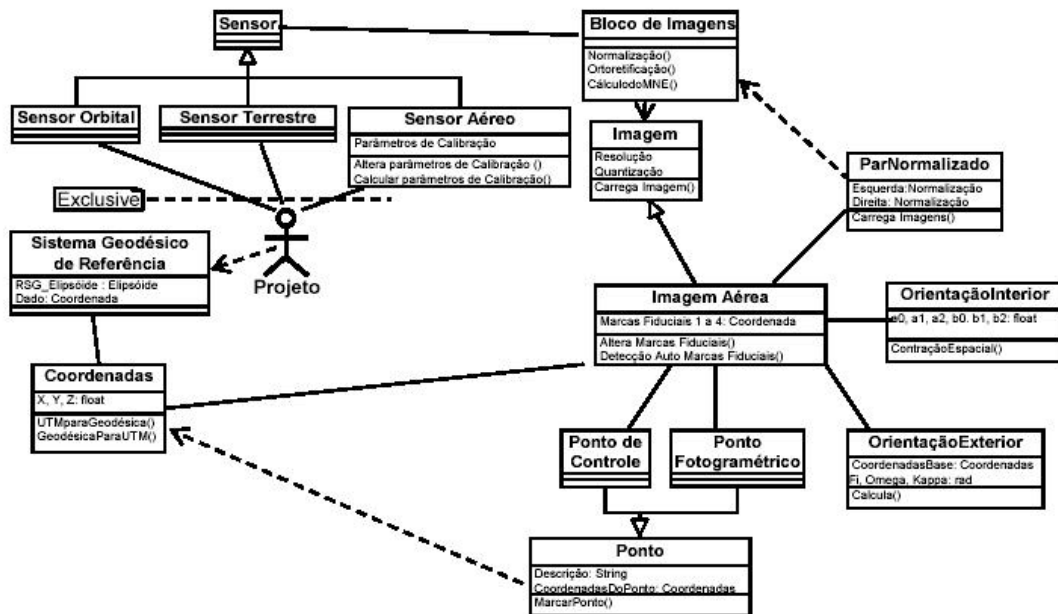 Sensor
Bloco de Imagens
Normalização()
Ortoretificação()
CálculodoMNE()
Sensor Orbital
Sensor Terrestre
Sensor Aéreo
Parâmetros de Calibração
Altera parâmetros de Calibração ()
Calcular parâmetros de Calibração()
Imagem
Resolução
Quantização
Carrega Imagem()
ParNormalizado
Esquerda:Normalização
Direita: Normalização
Carrega Imagens()
Exclusive
Projeto
Sistema Geodésico
de Referência
RSG_Elipsóide : Elipsóide
Dado: Coordenada
Imagem Aérea
Marcas Fiduciais 1 a 4: Coordenada
Altera Marcas Fiduciais()
Detecção Auto Marcas Fiduciais()
OrientaçãoInterior
a0, a1, a2, b0. b1, b2: float
ContraçãoEspacial()
Coordenadas
X, Y, Z: float
UTMparaGeodésica()
GeodésicaParaUTM()
Ponto de
Controle
Ponto
Fotogramétrico
OrientaçãoExterior
CoordenadasBase: Coordenadas
Fi, Omega, Kappa: rad
Calcula()
Ponto
Descrição: String
CoordenadasDoPonto: Coordenadas
MarcarPonto()